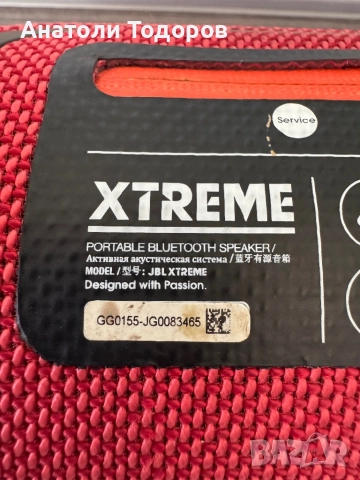 Анатоли Тодоров
Service
XTREME
PORTABLE BLUETOOTH SPEAKER /
Активная акустическая система / 蓝牙有源音箱
MODEL / 型号: JBL XTREME
Designed with Passion.
GG0155-JG0083465
BAZAR